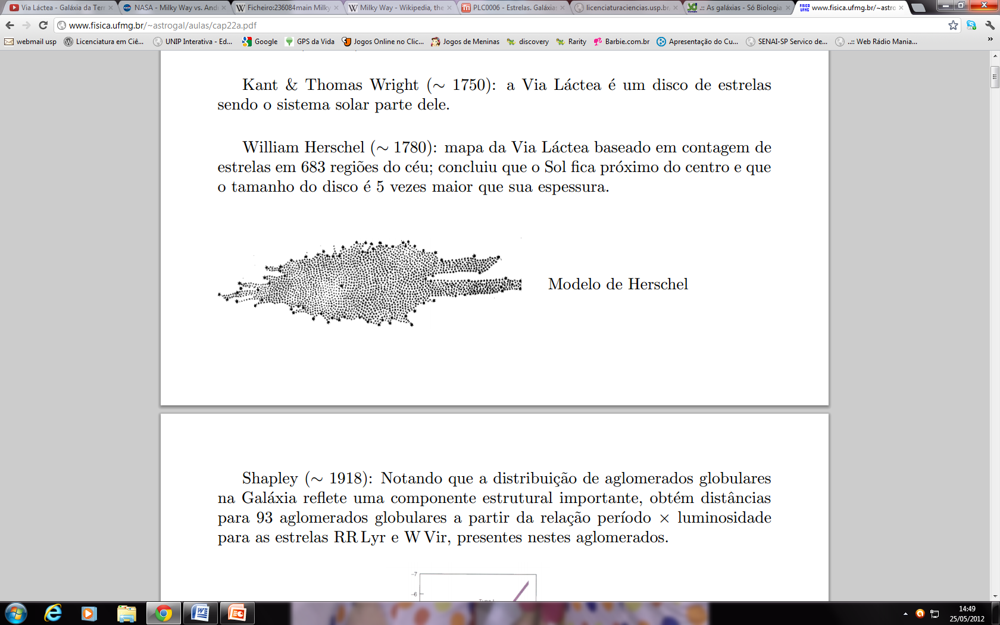 Via Láctea - Galáxia da Terr
NASA - Milky Way vs. And
Ficheiro:236084main Milky
Milky Way - Wikipedia, the
PLC0006 - Estrelas. Galáxias
licenciaturaciencias.usp.br
.:: As galáxias - Só Biologia
www.fisica.ufmg.br/~astro
www.fisica.ufmg.br/~astrogal/aulas/cap22a.pdf
webmail usp
Licenciatura em Ciê...
UNIP Interativa - Ed...
Google
GPS da Vida
Jogos Online no Clic...
Jogos de Meninas
discovery
Rarity
Barbie.com.br
Apresentação do Cu...
SENAI-SP Servico de...
..:: Web Rádio Mania...
Kant & Thomas Wright (∼ 1750): a Via Láctea é um disco de estrelas
sendo o sistema solar parte dele.
William Herschel (∼ 1780): mapa da Via Láctea baseado em contagem de
estrelas em 683 regiões do céu; concluiu que o Sol fica próximo do centro e que
o tamanho do disco é 5 vezes maior que sua espessura.
Modelo de Herschel
Shapley (∼ 1918): Notando que a distribuição de aglomerados globulares
na Galáxia reflete uma componente estrutural importante, obtém distâncias
para 93 aglomerados globulares a partir da relação período × luminosidade
para as estrelas RR Lyr e W Vir, presentes nestes aglomerados.
-7
-6
14:49
25/05/2012